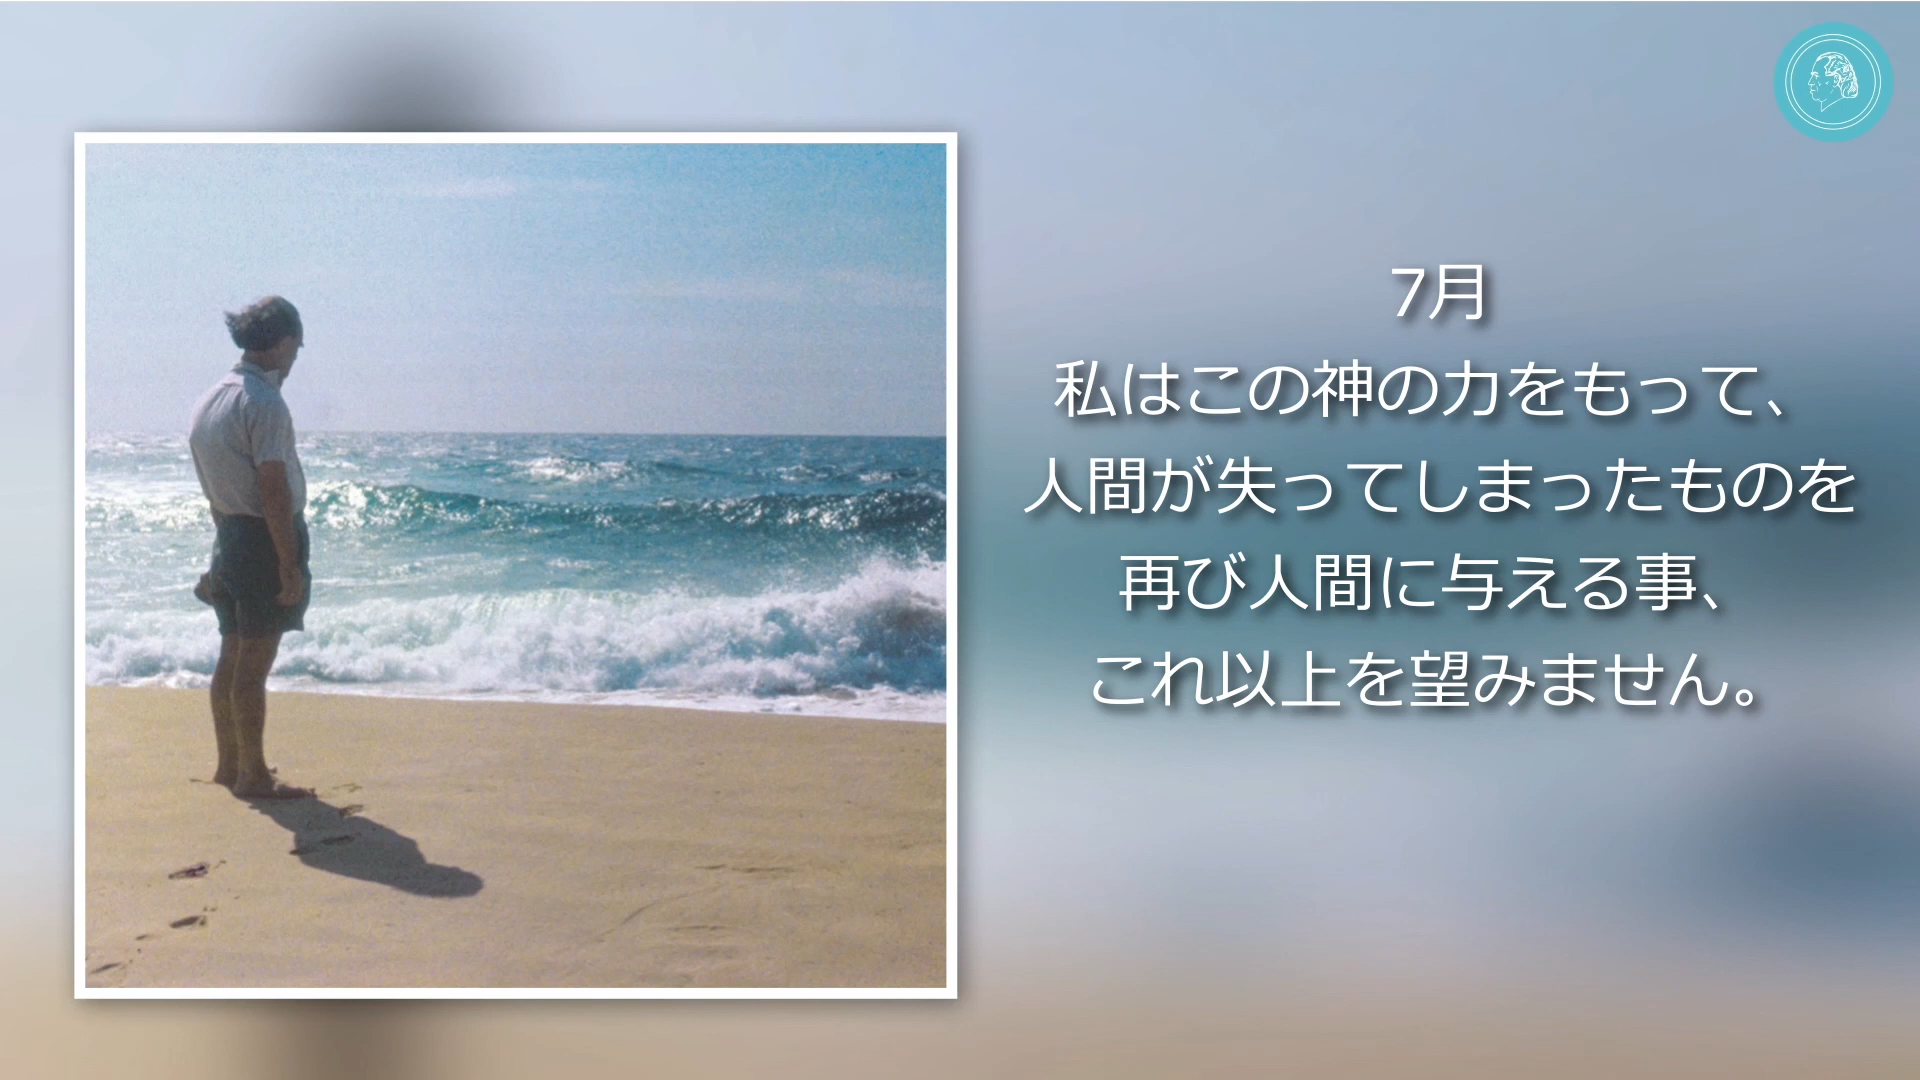 7月
私はこの神の力をもって、
人間が失ってしまったものを
再び人間に与える事、
これ以上を望みません。